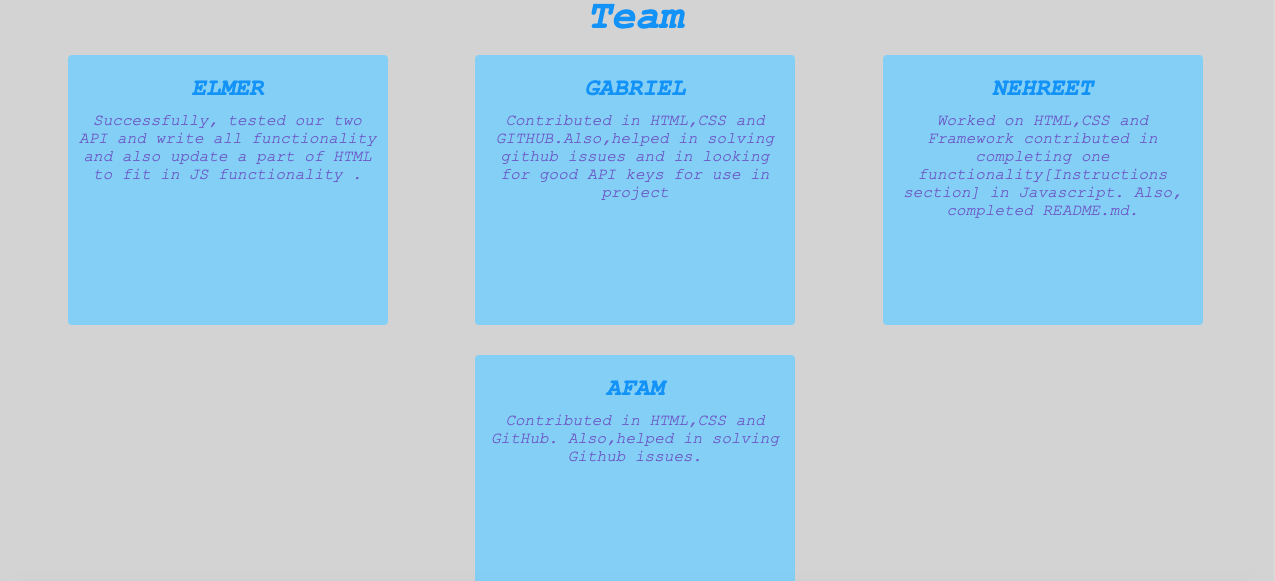 Team
ELMER
Successfully, tested our two
API and write all functionality
and also update a part of HTML
to fit in JS functionality .
GABRIEL
Contributed in HTML,CSS and
GITHUB.Also,helped in solving
github issues and in looking
for good API keys for use in
project
NEHREET
Worked on HTML,CSS and
Framework contributed in
completing one
functionality[Instructions
section] in Javascript. Also,
completed README.md.
AFAM
Contributed in HTML,CSS and
GitHub. Also,helped in solving
Github issues.